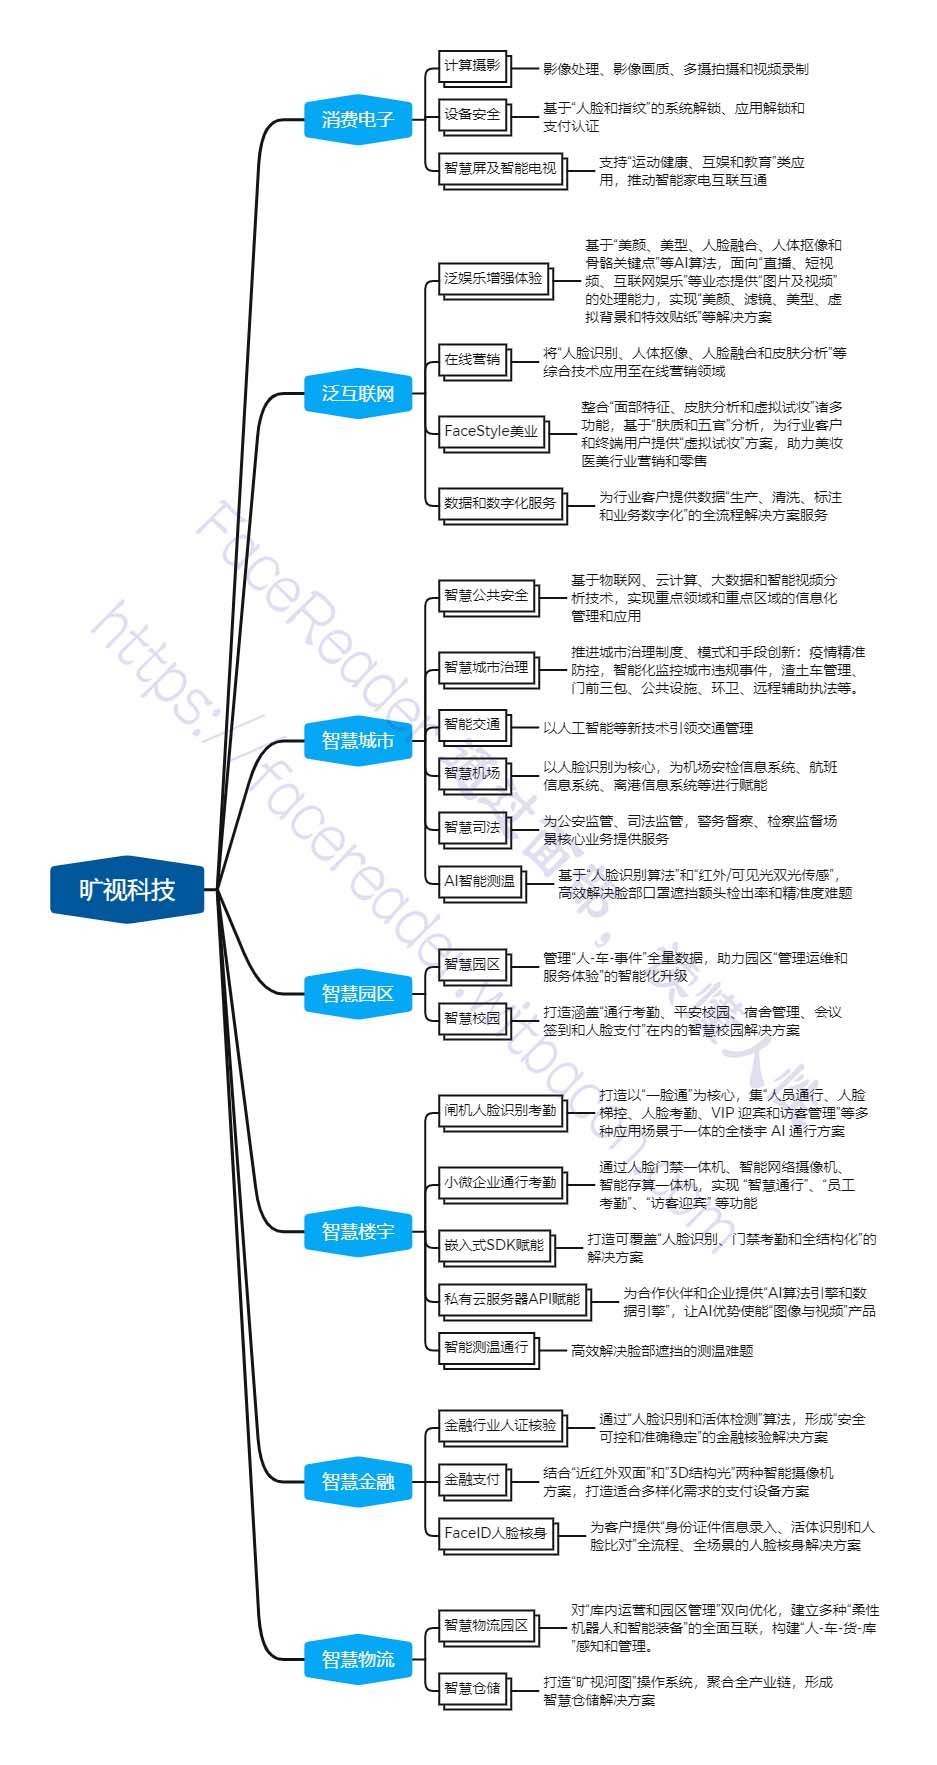 旷视科技
消费电子
计算摄影
影像处理、影像画质、多摄拍摄和视频录制
设备安全
基于“人脸和指纹”的系统解锁、应用解锁和
支付认证
智慧屏及智能电视
支持“运动健康、互娱和教育”类应
用，推动智能家电互联互通
泛互联网
泛娱乐增强体验
基于“美颜、美型、人脸融合、人体抠像和
骨骼关键点”等AI算法，面向“直播、短视
频、互联网娱乐”等业态提供“图片及视频”
的处理能力，实现“美颜、滤镜、美型、虚
拟背景和特效贴纸”等解决方案
在线营销
将“人脸识别、人体抠像、人脸融合和皮肤分析”等
综合技术应用至在线营销领域
FaceStyle美业
整合“面部特征、皮肤分析和虚拟试妆”诸多
功能，基于“肤质和五官”分析，为行业客户
和终端用户提供“虚拟试妆”方案，助力美妆
医美行业营销和零售
数据和数字化服务
为行业客户提供数据“生产、清洗、标注
和业务数字化”的全流程解决方案服务
智慧城市
智慧公共安全
基于物联网、云计算、大数据和智能视频分
析技术，实现重点领域和重点区域的信息化
管理和应用
智慧城市治理
推进城市治理制度、模式和手段创新：疫情精准
防控，智能化监控城市违规事件，渣土车管理、
门前三包、公共设施、环卫、远程辅助执法等。
智能交通
以人工智能等新技术引领交通管理
智慧机场
以人脸识别为核心，为机场安检信息系统、航班
信息系统、离港信息系统等进行赋能
智慧司法
为公安监管、司法监管，警务督察、检察监督场
景核心业务提供服务
AI智能测温
基于“人脸识别算法”和“红外/可见光双光传感”，
高效解决脸部口罩遮挡额头检出率和精准度难题
智慧园区
智慧园区
管理“人-车-事件”全量数据，助力园区“管理运维和
服务体验”的智能化升级
智慧校园
打造涵盖“通行考勤、平安校园、宿舍管理、会议
签到和人脸支付”在内的智慧校园解决方案
智慧楼宇
闸机人脸识别考勤
打造以“一脸通”为核心，集“人员通行、人脸
梯控、人脸考勤、VIP 迎宾和访客管理”等多
种应用场景于一体的全楼宇 AI 通行方案
小微企业通行考勤
通过人脸门禁一体机、智能网络摄像机、
智能存算一体机，实现 “智慧通行”、“员工
考勤”、“访客迎宾” 等功能
嵌入式SDK赋能
打造可覆盖“人脸识别、门禁考勤和全结构化”的
解决方案
私有云服务器API赋能
为合作伙伴和企业提供“AI算法引擎和数
据引擎”，让AI优势使能“图像与视频”产品
智能测温通行
高效解决脸部遮挡的测温难题
智慧金融
金融行业人证核验
通过“人脸识别和活体检测”算法，形成“安全
可控和准确稳定”的金融核验解决方案
金融支付
结合“近红外双面”和“3D结构光”两种智能摄像机
方案，打造适合多样化需求的支付设备方案
FaceID人脸核身
为客户提供“身份证件信息录入、活体识别和人
脸比对”全流程、全场景的人脸核身解决方案
智慧物流
智慧物流园区
对“库内运营和园区管理”双向优化，建立多种“柔性
机器人和智能装备”的全面互联，构建“人-车-货-库
”感知和管理。
智慧仓储
打造“旷视河图”操作系统，聚合全产业链，形成
智慧仓储解决方案
FaceReader 通过面部，读懂人性
https://facereader.witbacon.com